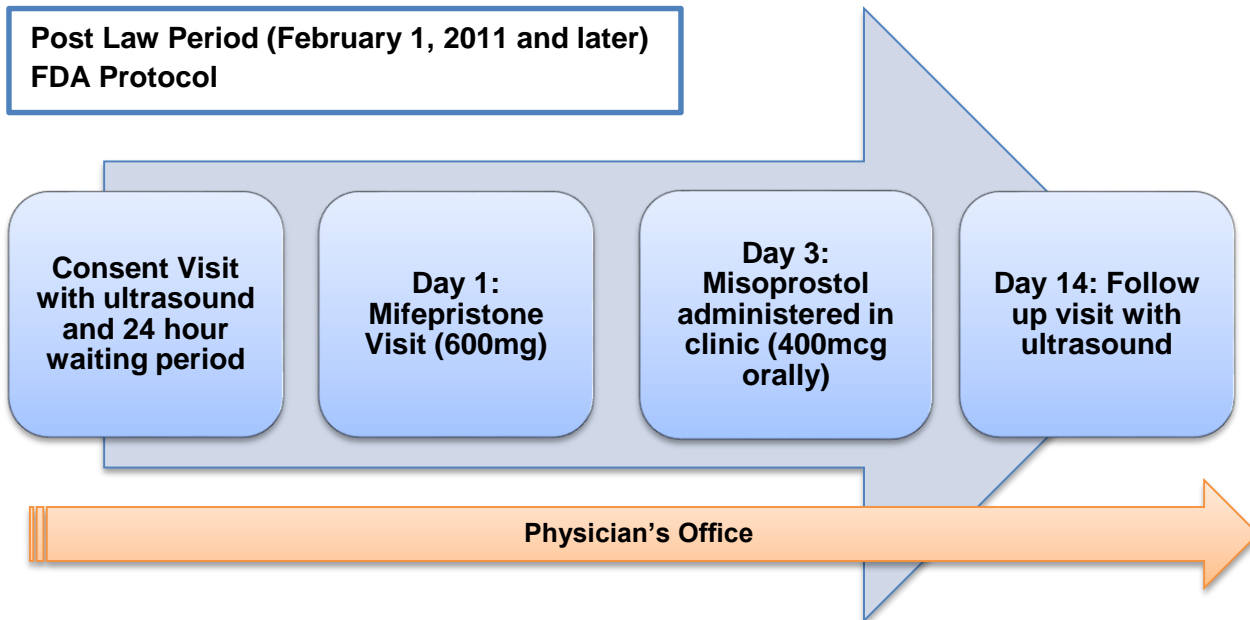 Post Law Period (February 1, 2011 and later)
FDA Protocol
Consent Visit
with ultrasound
and 24 hour
waiting period
Day 1:
Mifepristone
Visit (600mg)
Day 3:
Misoprostol
administered in
clinic (400mcg
orally)
Day 14: Follow
up visit with
ultrasound
Physician’s Office